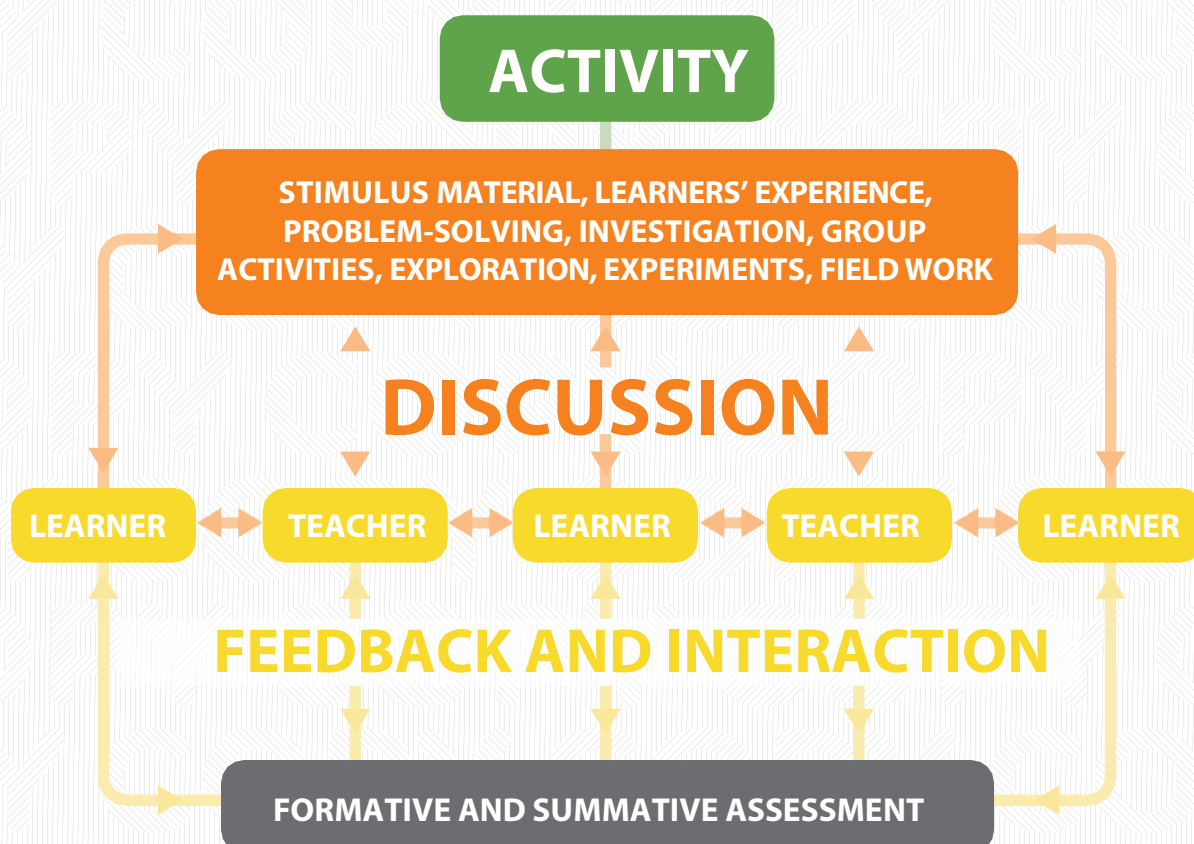 ACTIVITY
STIMULUS MATERIAL, LEARNERS’ EXPERIENCE,
PROBLEM-SOLVING, INVESTIGATION, GROUP
ACTIVITIES, EXPLORATION, EXPERIMENTS, FIELD WORK
DISCUSSION
LEARNER TEACHER LEARNER TEACHER LEARNER
FEEDBACK AND INTERACTION
FORMATIVE AND SUMMATIVE ASSESSMENT